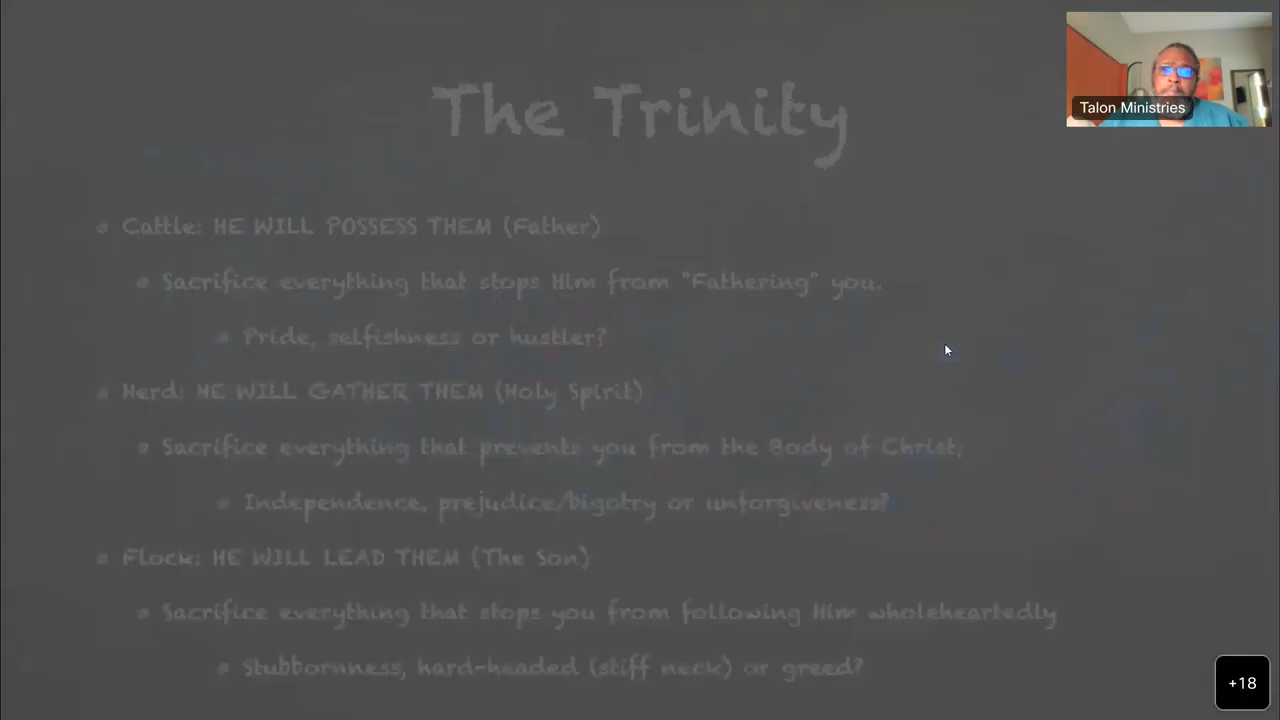 The Trinity
Talon Ministries
Cattle: HE WILL POSSESS THEM (Father)
Sacrifice everything that stops Him from "Fathering" you.
Pride, selfishness or hustler?
Herd: HE WILL GATHER THEM (Holy Spirit)
Sacrifice everything that prevents you from the Body of Christ;
Independence, prejudice/bigotry or unforgiveness?
Flock: HE WILL LEAD THEM (The Son)
Sacrifice everything that stops you from following Him wholeheartedly
Stubbornness, hard-headed (stiff neck) or greed?
+18